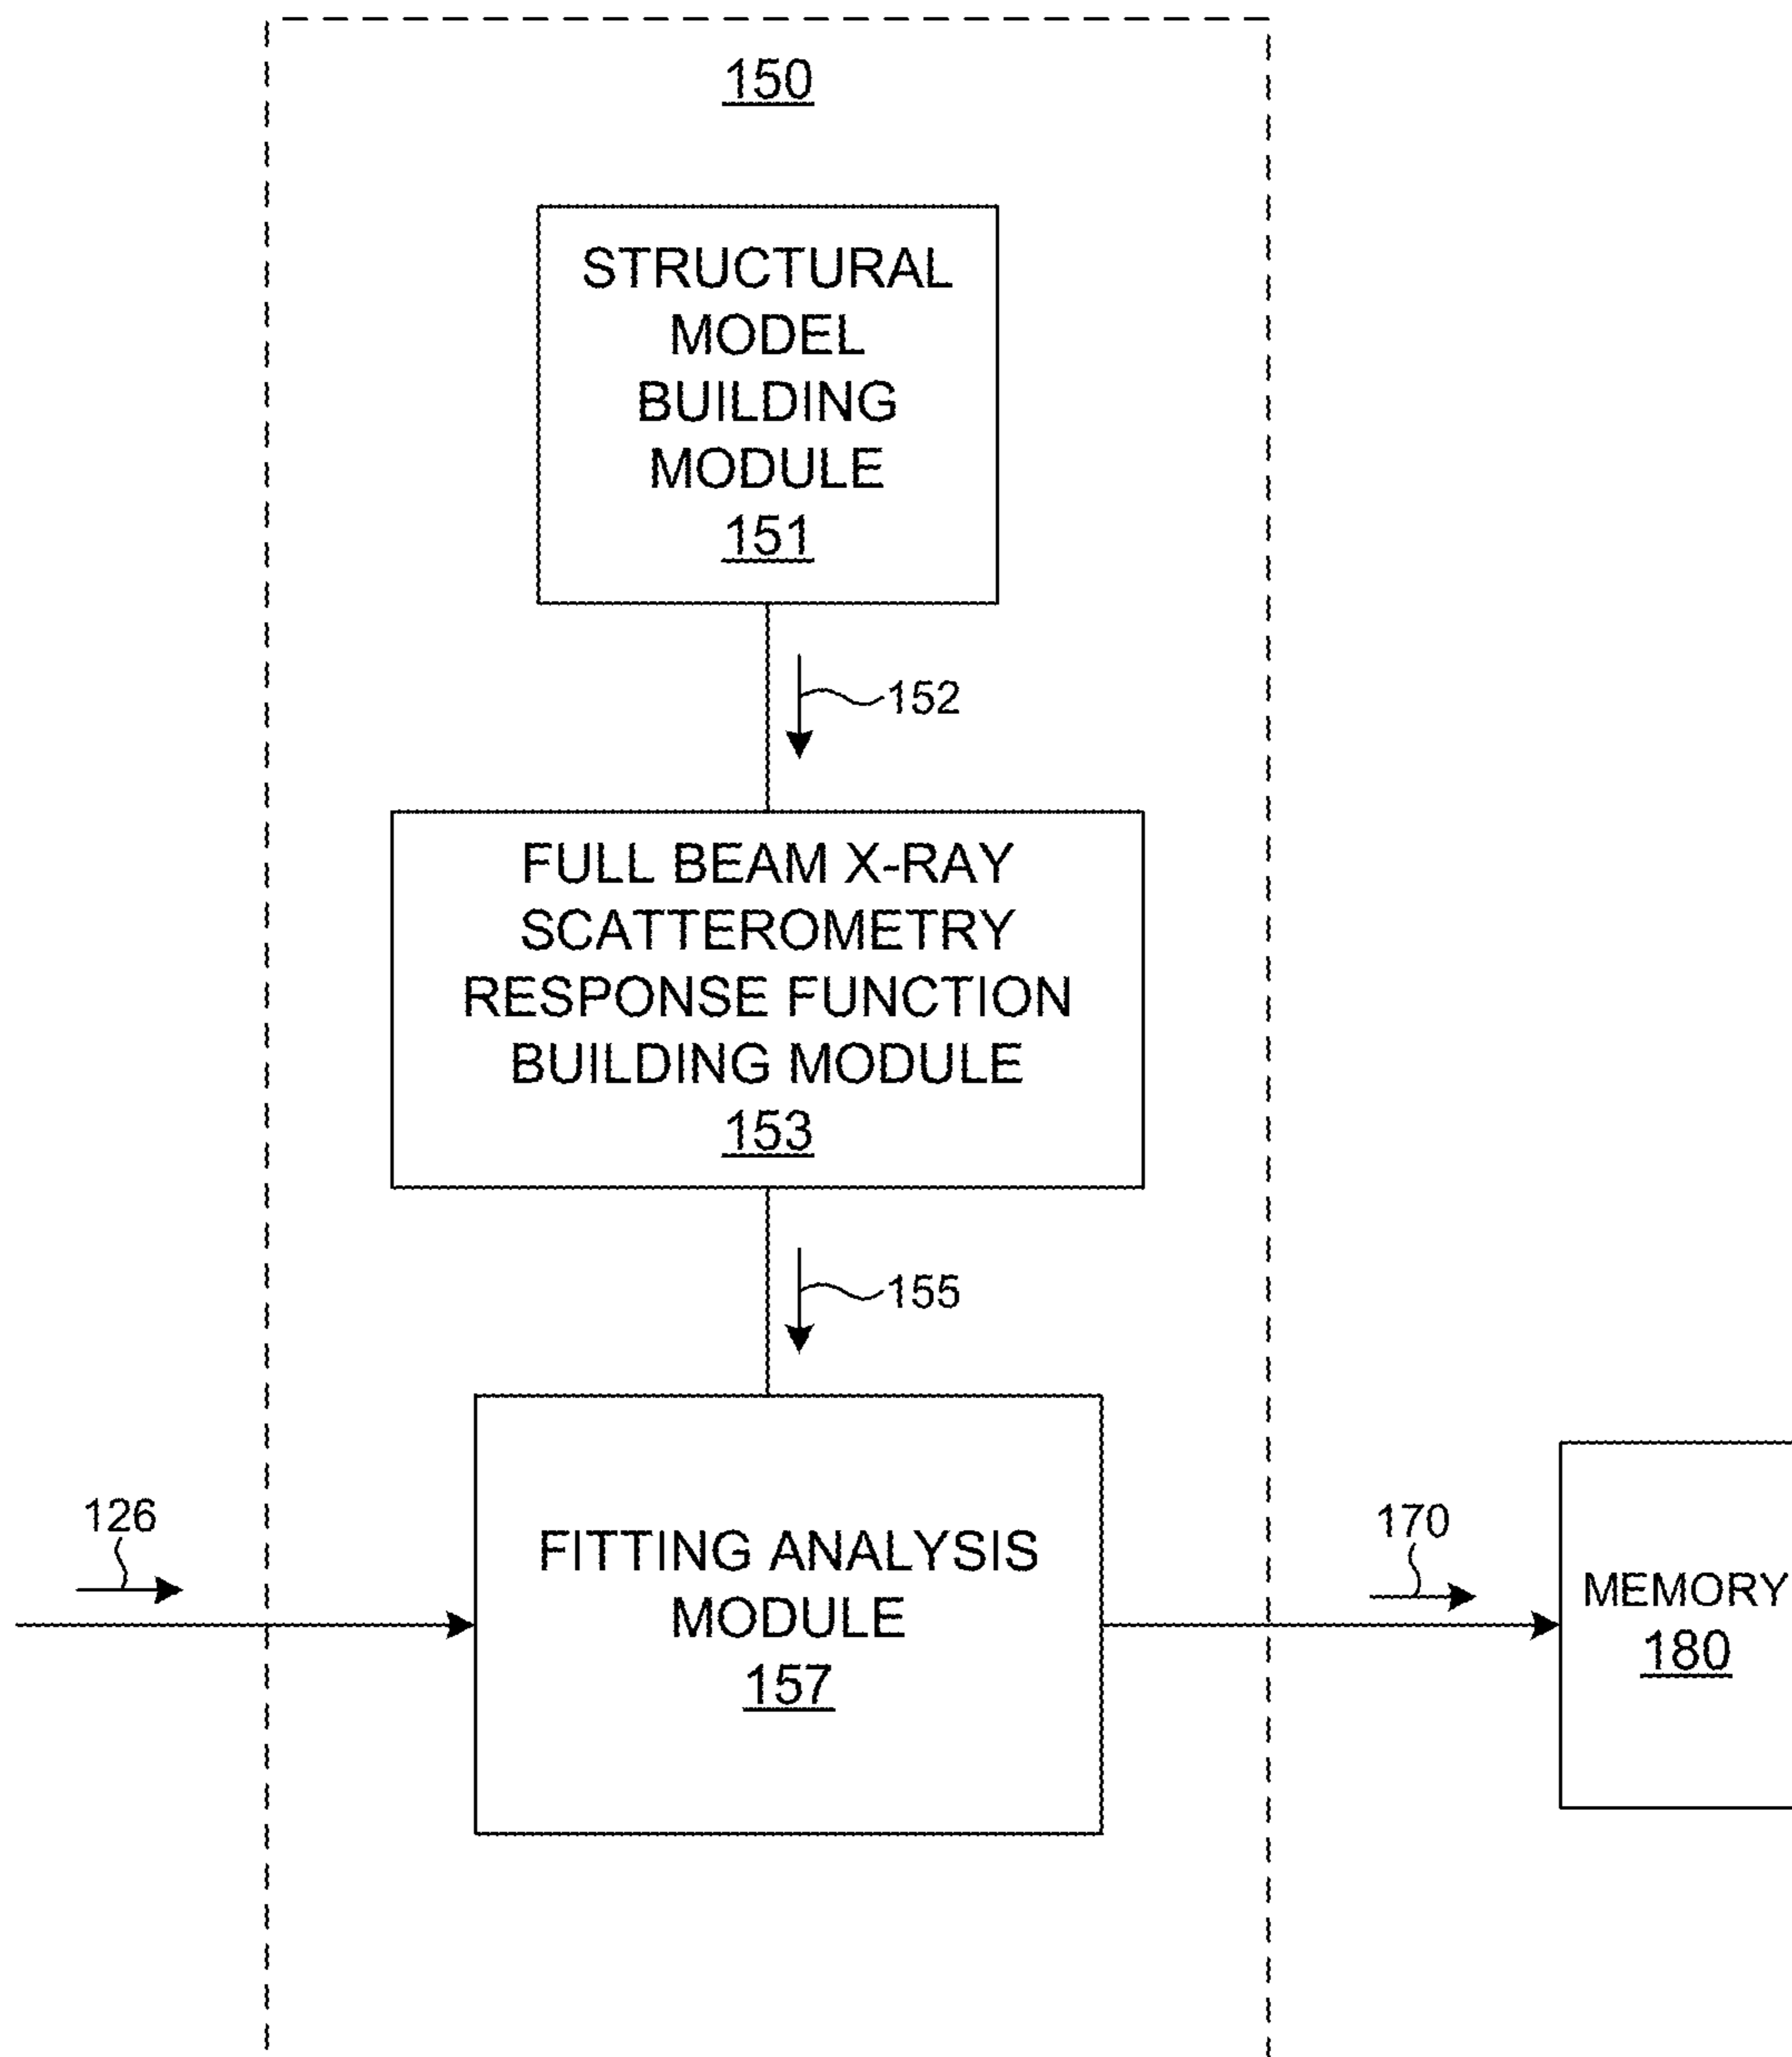 150
STRUCTURAL
MODEL
BUILDING
MODULE
151
152
FULL BEAM X-RAY
SCATTEROMETRY
RESPONSE FUNCTION
BUILDING MODULE
153
155
126
FITTING ANALYSIS
MODULE
157
170
MEMORY
180